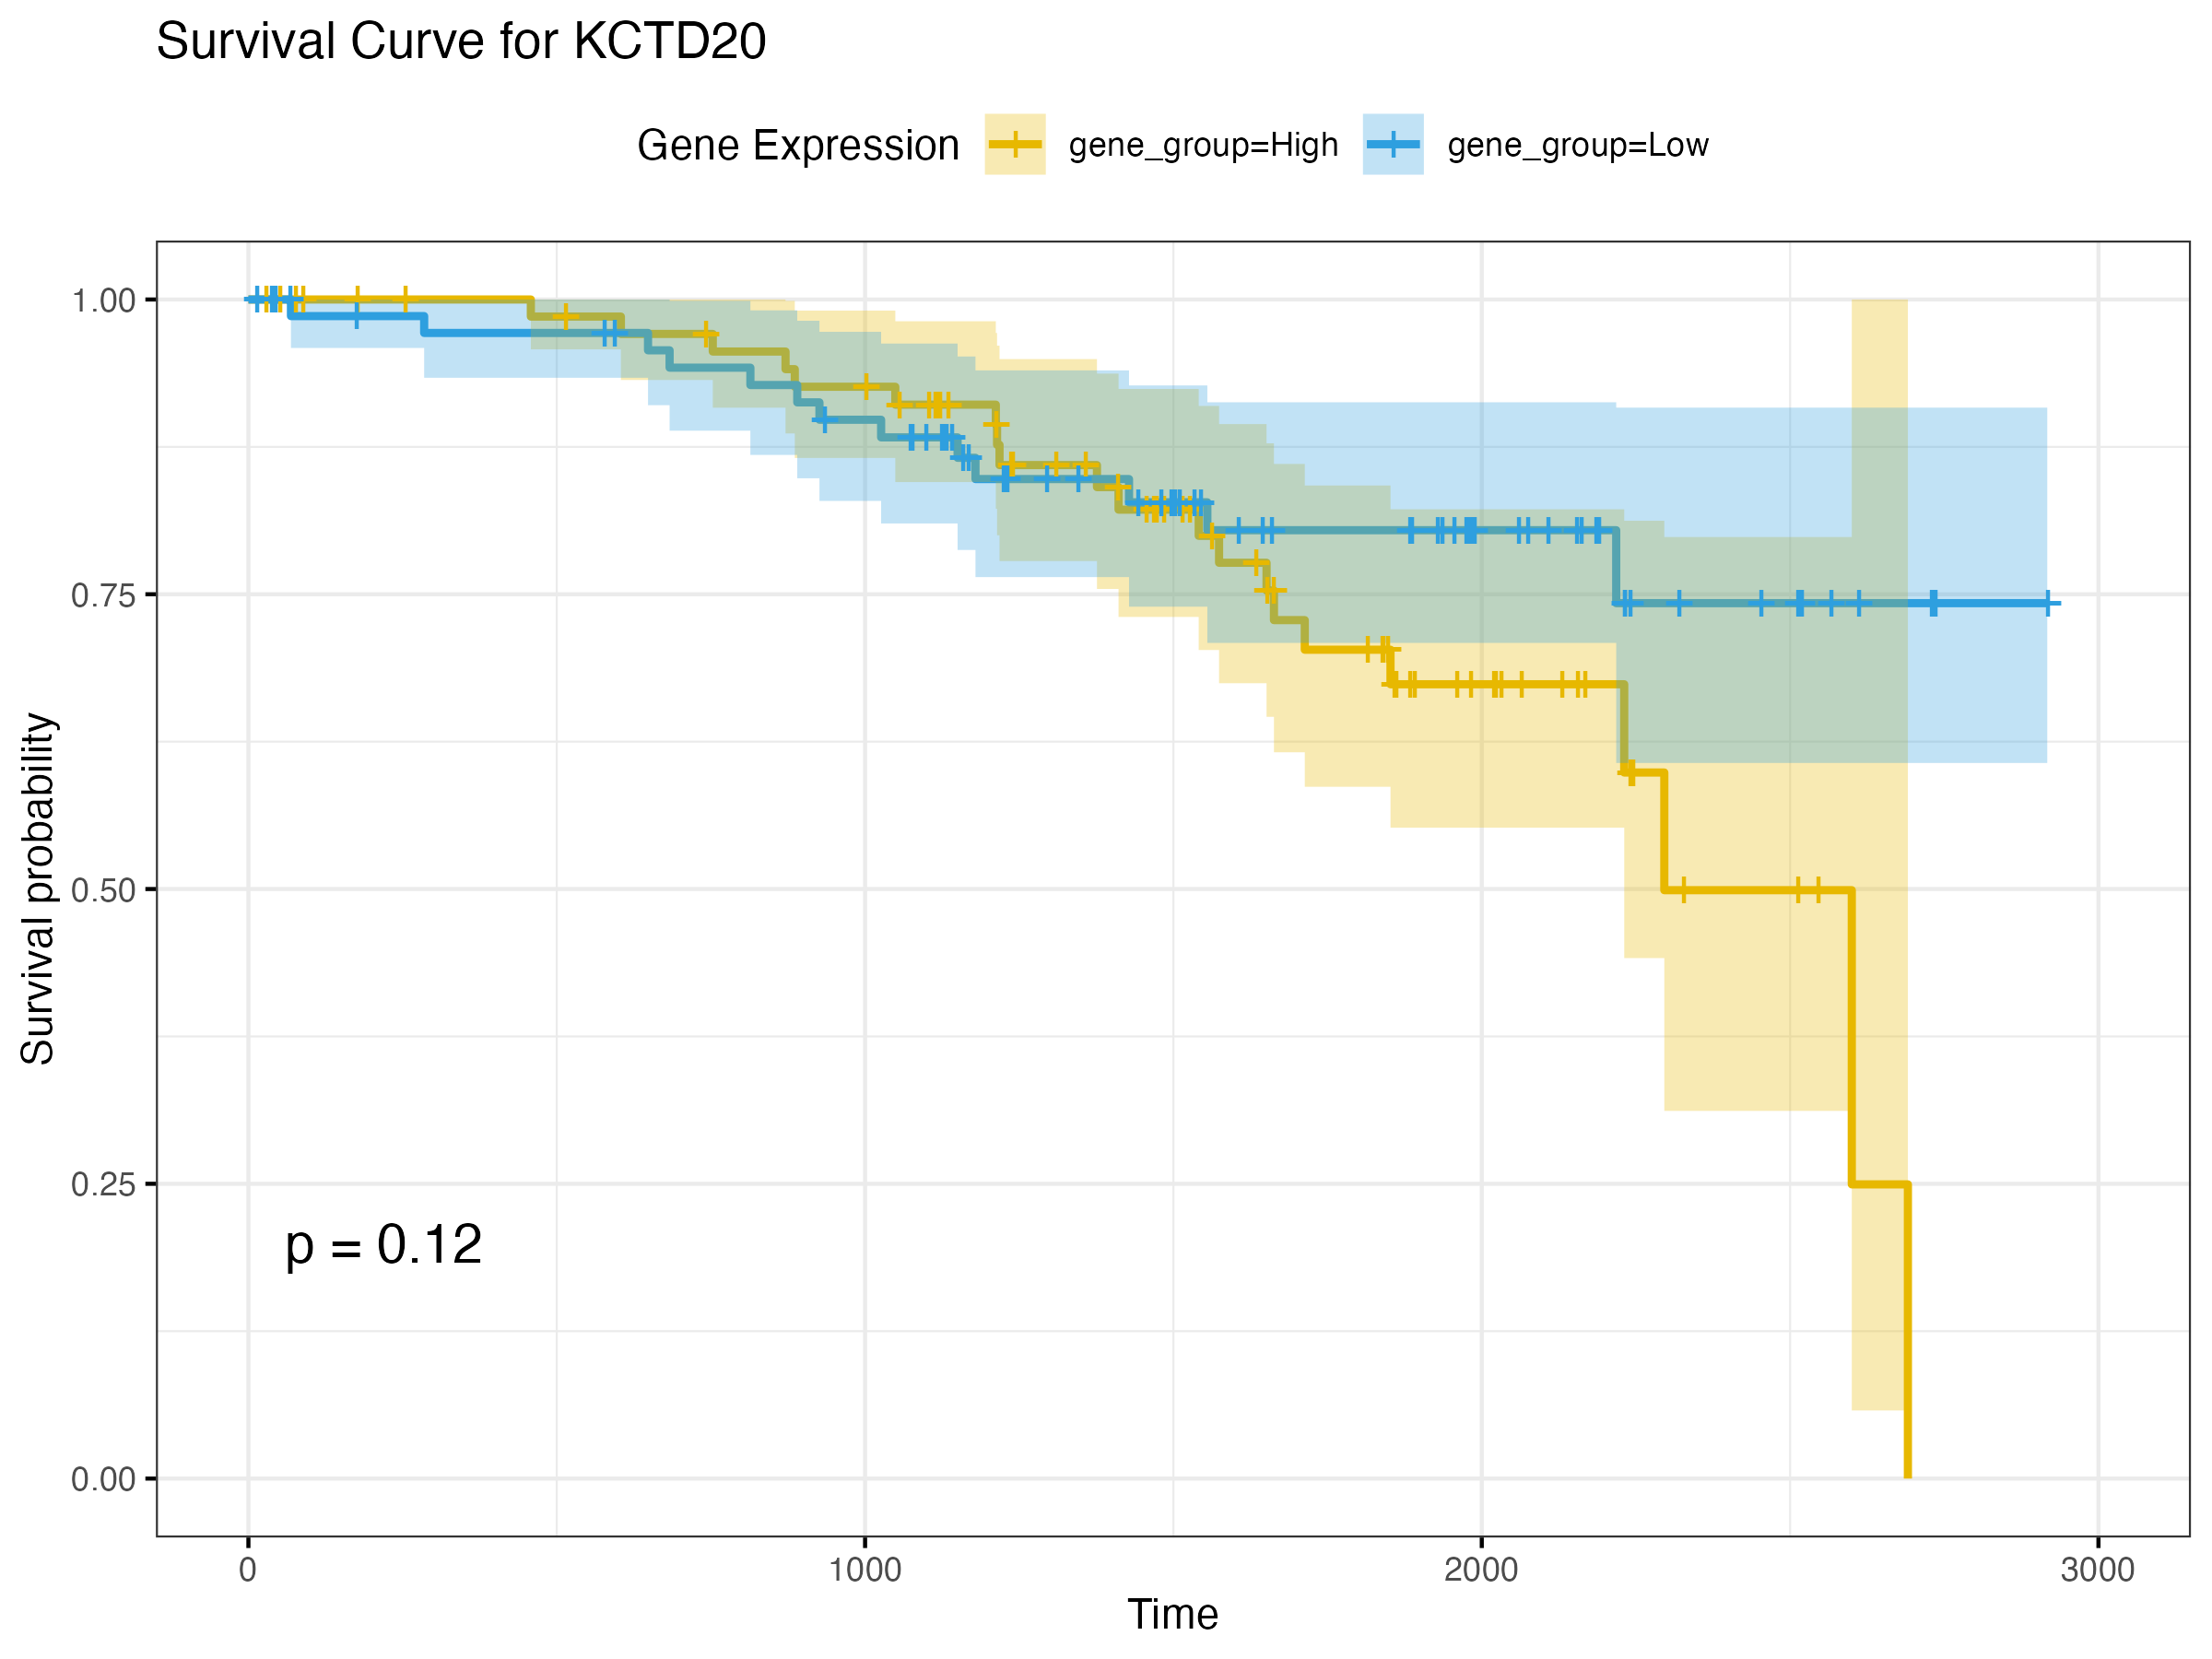 Survival Curve for KCTD20
Gene Expression gene_group=High gene_group=Low
Survival probability
1.00
0.75
0.50
0.25
0.00
p = 0.12
0 1000 2000 3000
Time